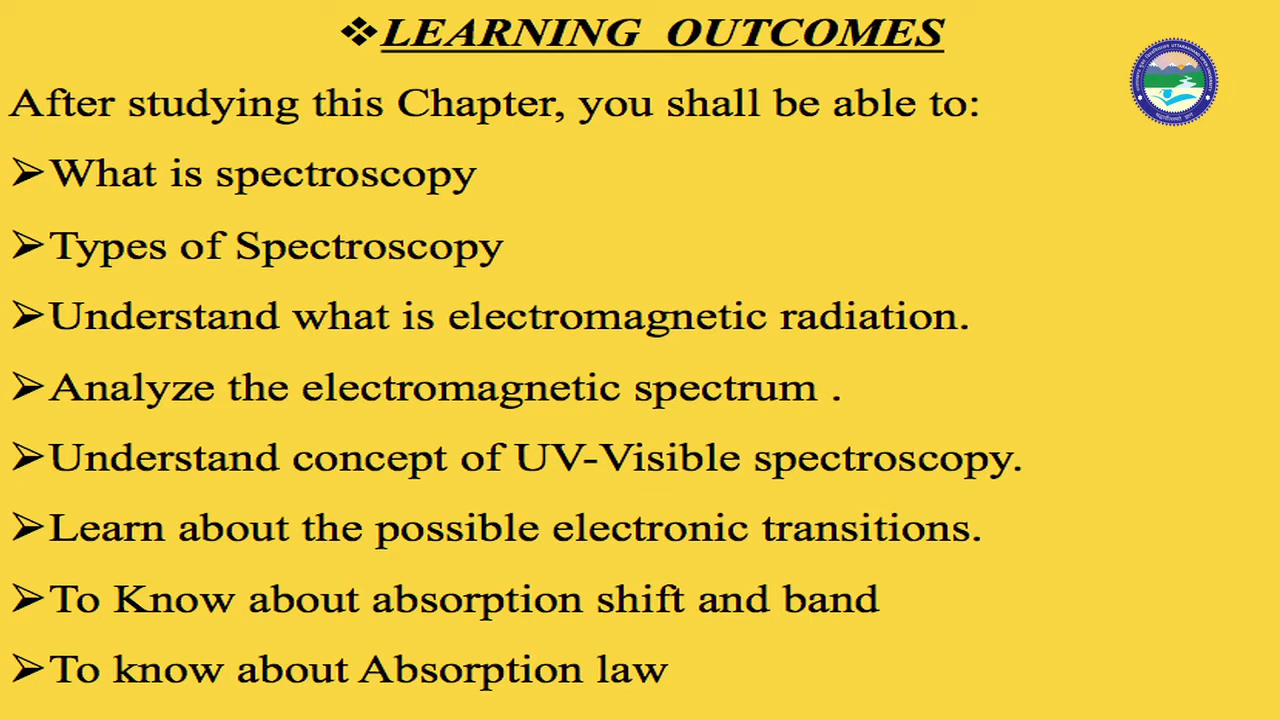 ❖LEARNING OUTCOMES
After studying this Chapter, you shall be able to:
➢What is spectroscopy
➢Types of Spectroscopy
➢Understand what is electromagnetic radiation.
➢Analyze the electromagnetic spectrum .
➢Understand concept of UV-Visible spectroscopy.
➢Learn about the possible electronic transitions.
➢To Know about absorption shift and band
➢To know about Absorption law